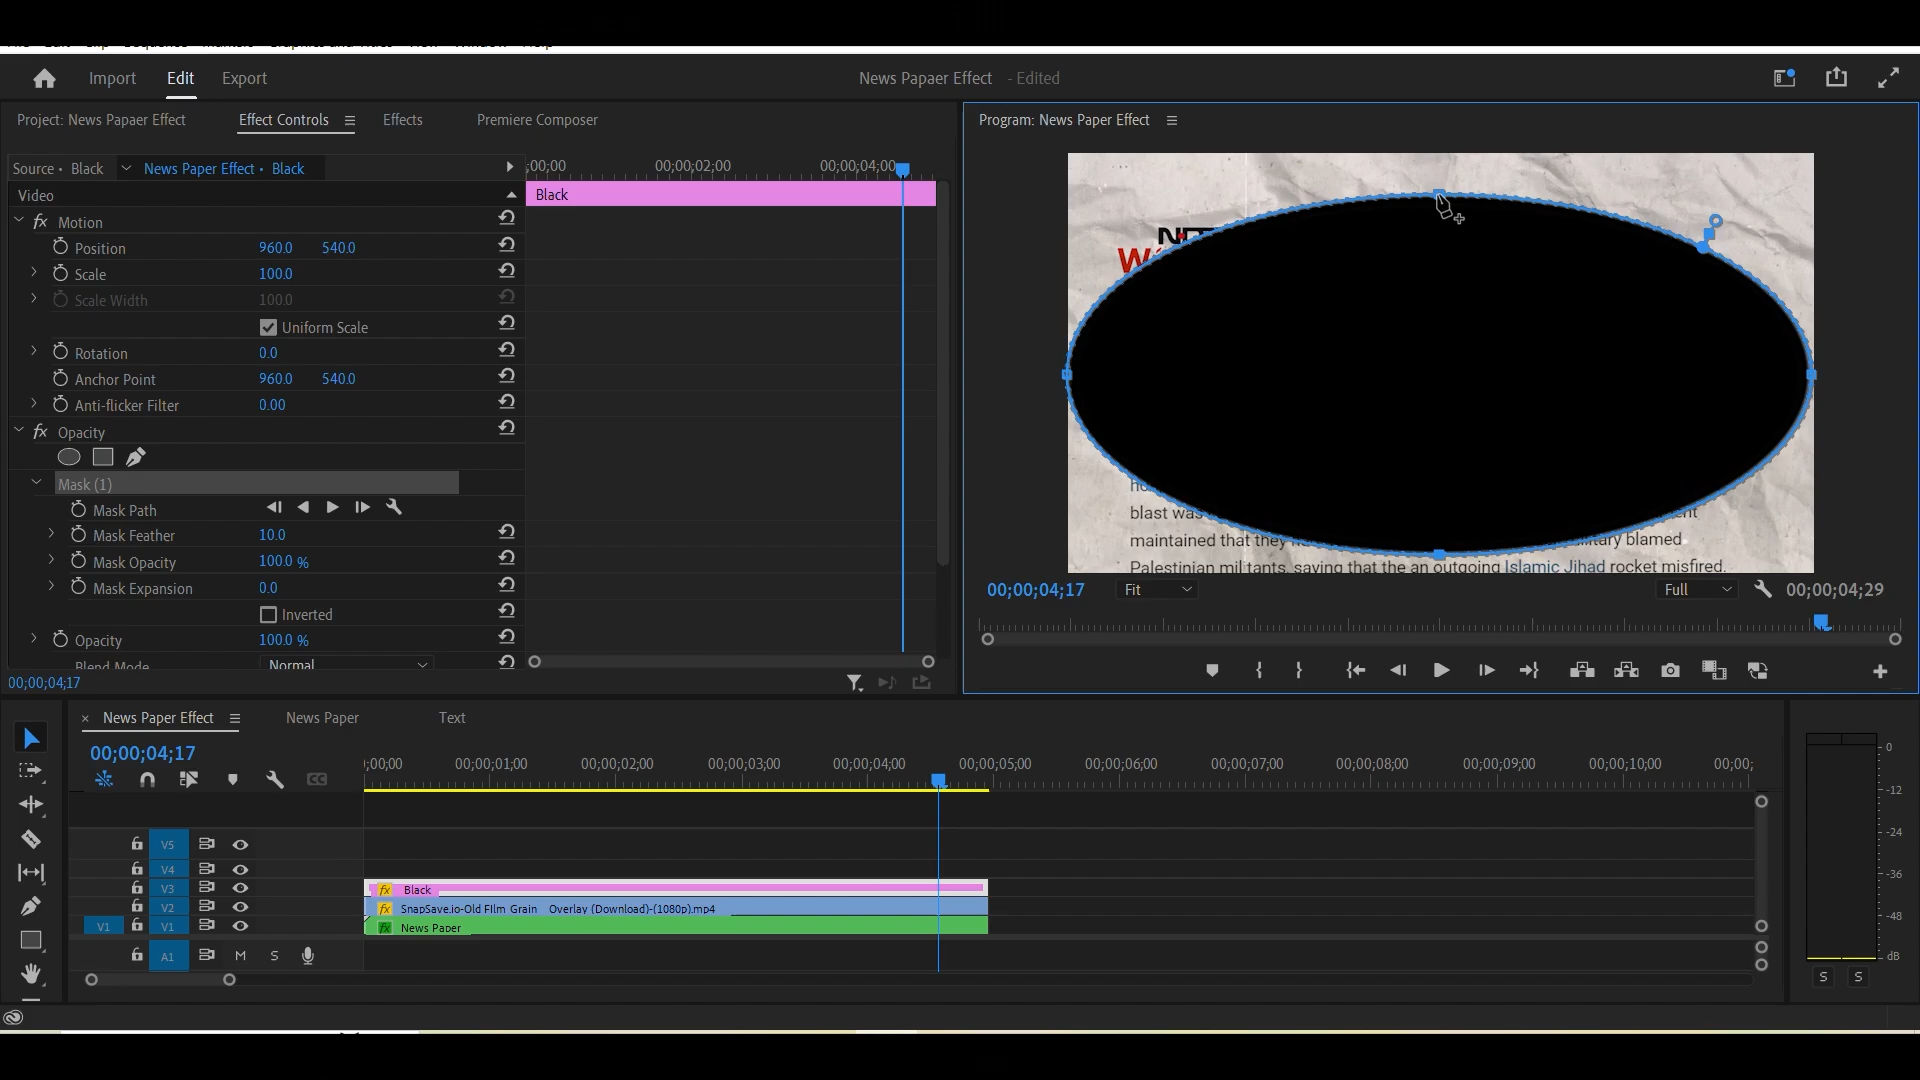 Import Edit Export News Papaer Effect - Edited
Project: News Papaer Effect Effect Controls Effects Premiere Composer
Program: News Paper Effect
Source • Black News Paper Effect • Black
;00;00 00;00;02;00 00;00;04;00
Video
Black
Motion
Position 960.0 540.0
Scale 100.0
Scale Width 100.0
Uniform Scale
Rotation 0.0
Anchor Point 960.0 540.0
Anti-flicker Filter 0.00
Opacity
Mask (1)
Mask Path
Mask Feather 10.0
Mask Opacity 100.0 %
Mask Expansion 0.0
Inverted
Opacity 100.0 %
Blend Mode Normal
00;00;04;17
blast was
maintained that they blamed
Palestinian mil tants, saying that the an outgoing Islamic Jihad rocket misfired.
00;00;04;17 Fit Full 00;00;04;29
× News Paper Effect News Paper Text
00;00;04;17
;00;00 00;00;01;00 00;00;02;00 00;00;03;00 00;00;04;00 00;00;05;00 00;00;06;00 00;00;07;00 00;00;08;00 00;00;09;00 00;00;10;00 00;00;
V5
V4
V3 fx Black
V2 fx SnapSave.io-Old FIlm Grain Overlay (Download)-(1080p).mp4
V1 V1 fx News Paper
A1 M S
0
-12
-24
-36
-48
dB
S S